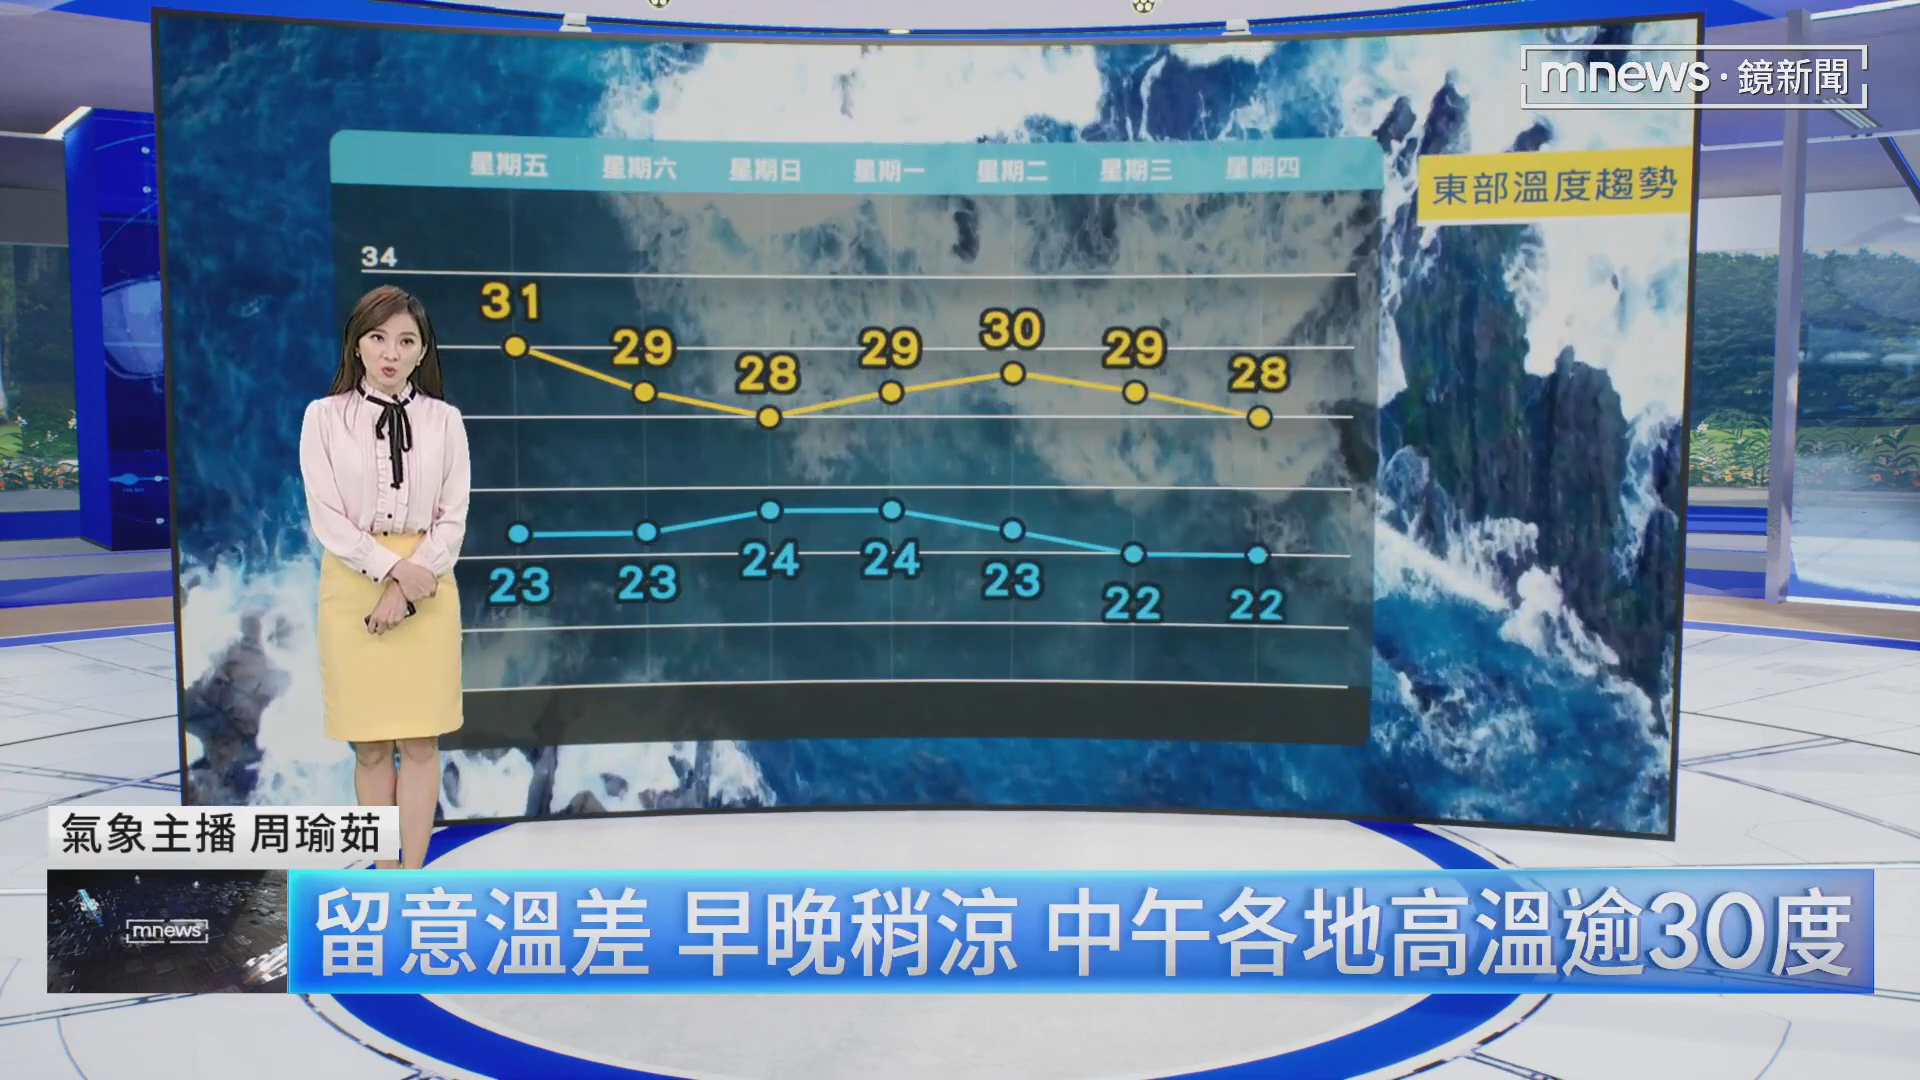 mnews·鏡新聞
星期五 星期六 星期日 星期一 星期二 星期三 星期四
東部溫度趨勢
34
31 29 28 29 30 29 28
23 23 24 24 23 22 22
氣象主播 周瑜茹
mnews
留意溫差 早晚稍涼 中午各地高溫逾30度